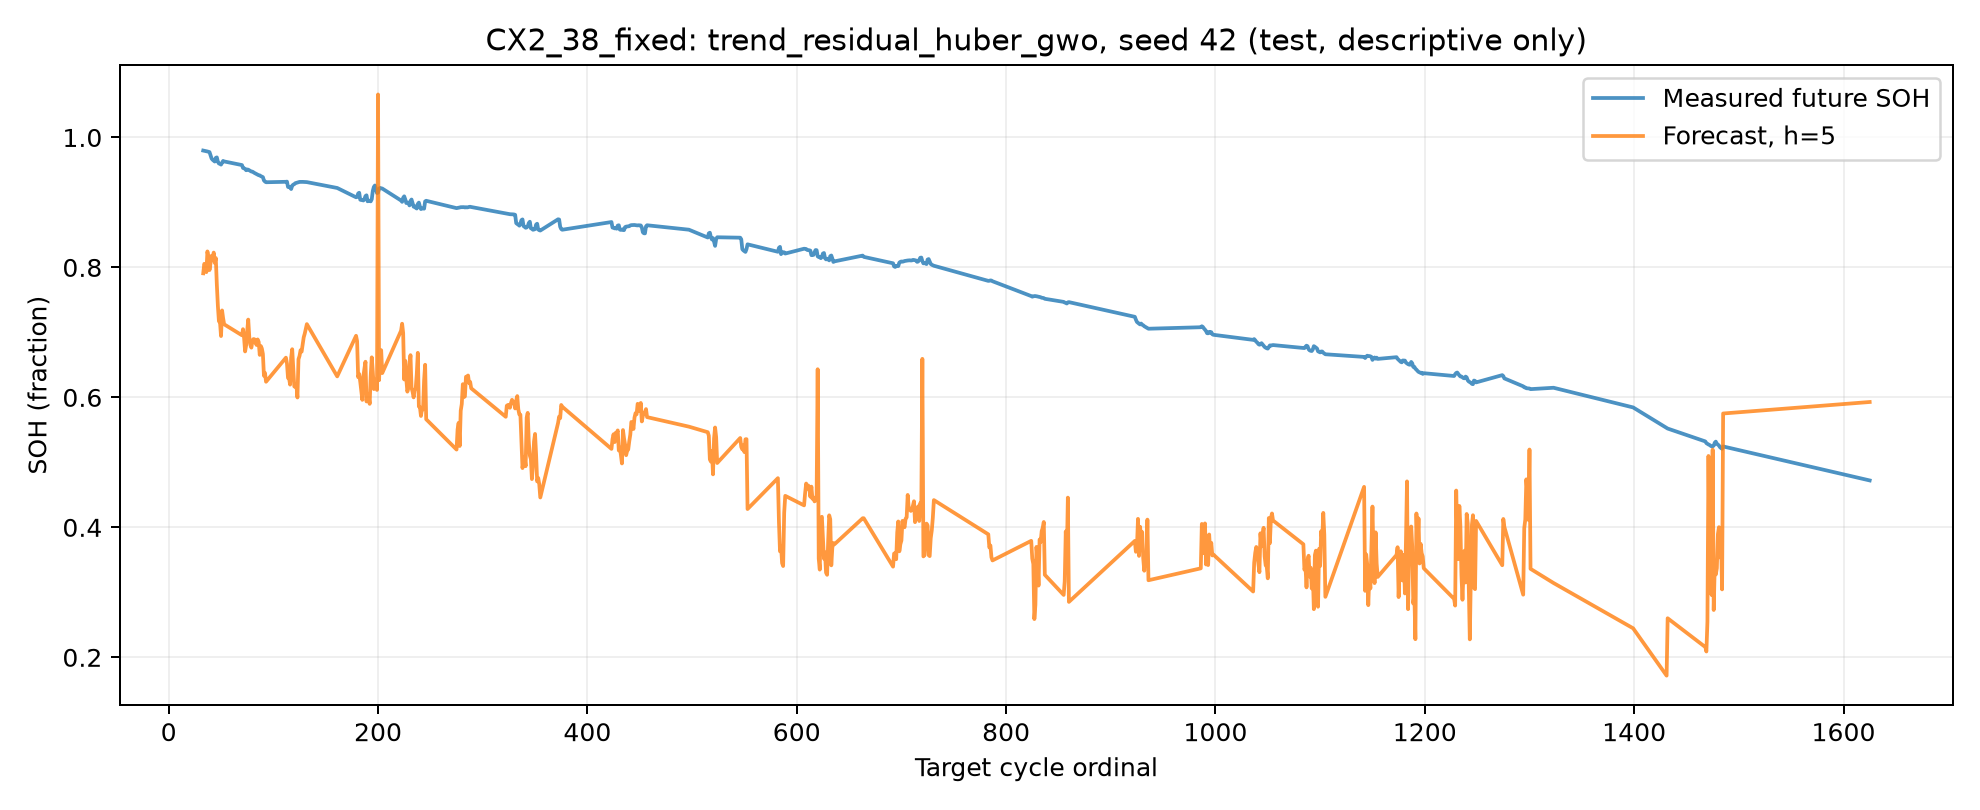 CX2_38_fixed: trend_residual_huber_gwo, seed 42 (test, descriptive only)
Measured future SOH
Forecast, h=5
SOH (fraction)
1.0
0.8
0.6
0.4
0.2
0 200 400 600 800 1000 1200 1400 1600
Target cycle ordinal